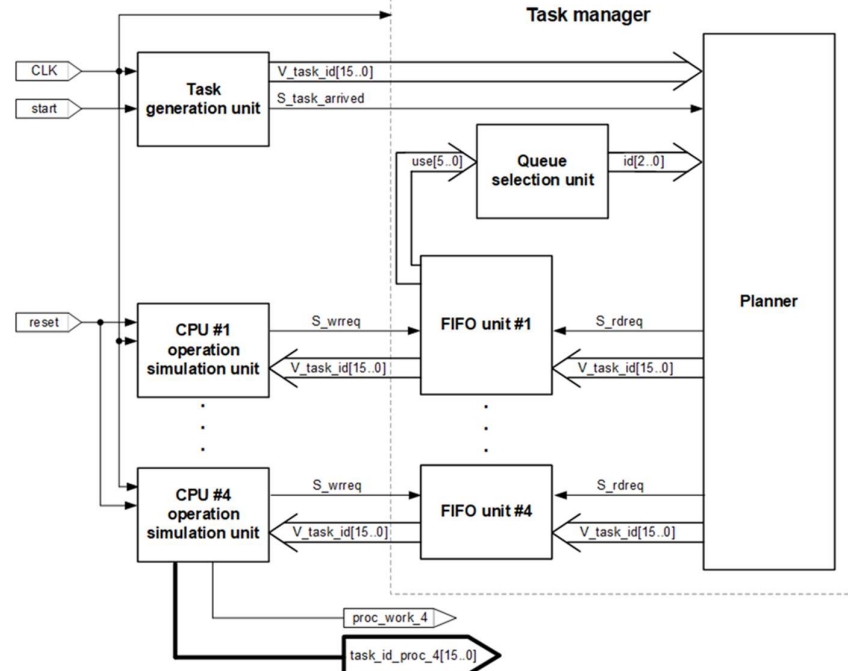 Task manager
CLK
start
Task
generation unit
V_task_id[15..0]
S_task_arrived
use[5..0]
Queue
selection unit
id[2..0]
Planner
reset
CPU #1
operation
simulation unit
S_wrreq
V_task_id[15..0]
FIFO unit #1
S_rdreq
V_task_id[15..0]
CPU #4
operation
simulation unit
S_wrreq
V_task_id[15..0]
FIFO unit #4
S_rdreq
V_task_id[15..0]
proc_work_4
task_id_proc_4[15..0]